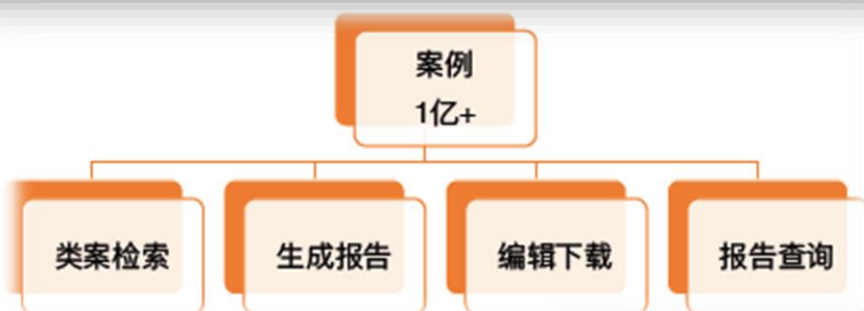 案例
1亿+
类案检索
生成报告
编辑下载
报告查询